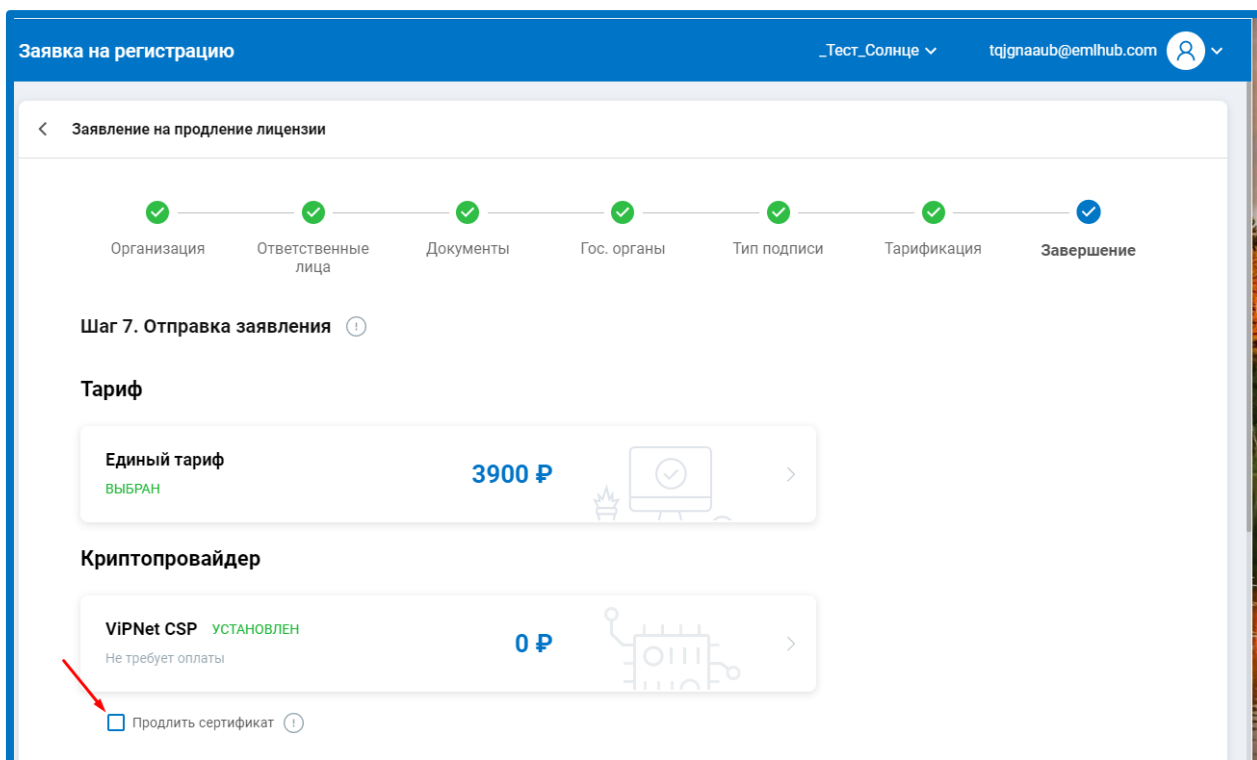 Заявка на регистрацию
_Тест_Солнце
tqjgnaaub@emlhub.com
Заявление на продление лицензии
Организация
Ответственные
лица
Документы
Гос. органы
Тип подписи
Тарификация
Завершение
Шаг 7. Отправка заявления
Тариф
Единый тариф
3900 ₽
ВЫБРАН
Криптопровайдер
ViPNet CSP УСТАНОВЛЕН
0 ₽
Не требует оплаты
Продлить сертификат